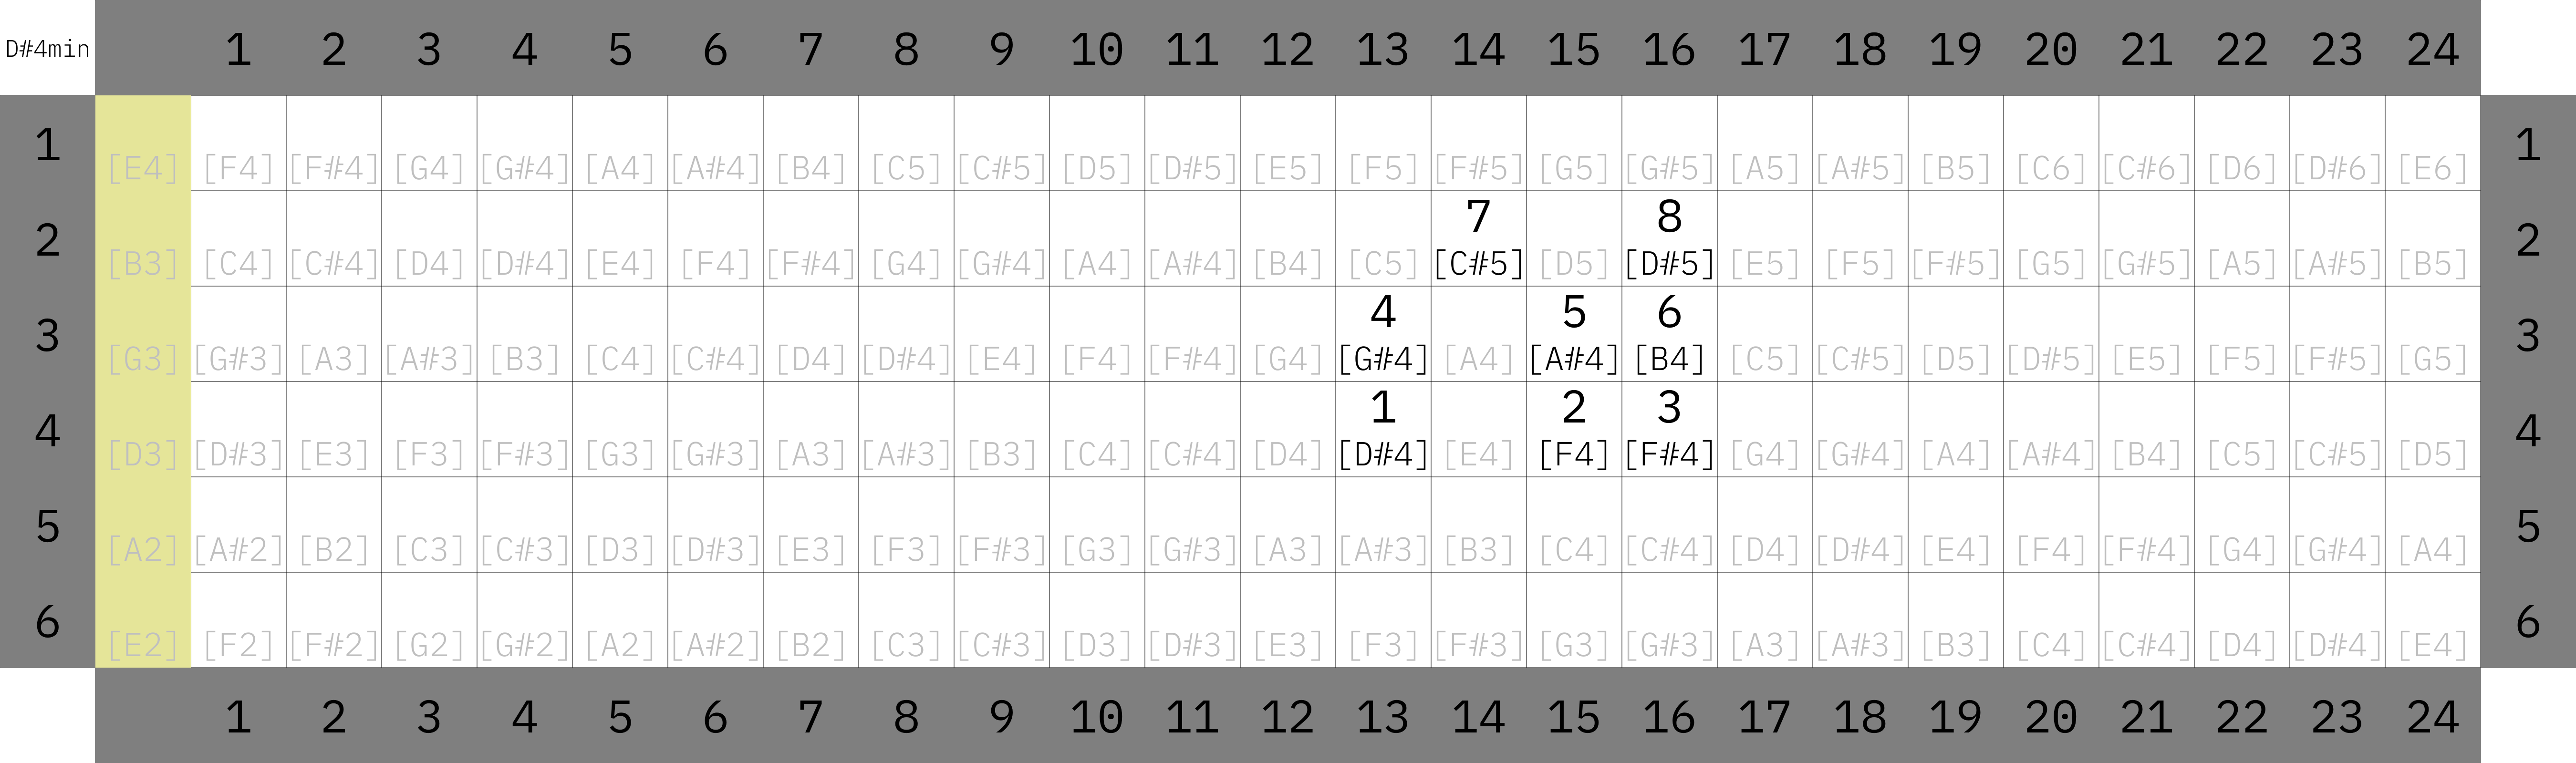 D#4min 1 2 3 4 5 6 7 8 9 10 11 12 13 14 15 16 17 18 19 20 21 22 23 24
1 [E4] [F4] [F#4] [G4] [G#4] [A4] [A#4] [B4] [C5] [C#5] [D5] [D#5] [E5] [F5] [F#5] [G5] [G#5] [A5] [A#5] [B5] [C6] [C#6] [D6] [D#6] [E6] 1
7 8
2 [B3] [C4] [C#4] [D4] [D#4] [E4] [F4] [F#4] [G4] [G#4] [A4] [A#4] [B4] [C5] [C#5] [D5] [D#5] [E5] [F5] [F#5] [G5] [G#5] [A5] [A#5] [B5] 2
4 5 6
3 [G3] [G#3] [A3] [A#3] [B3] [C4] [C#4] [D4] [D#4] [E4] [F4] [F#4] [G4] [G#4] [A4] [A#4] [B4] [C5] [C#5] [D5] [D#5] [E5] [F5] [F#5] [G5] 3
1 2 3
4 [D3] [D#3] [E3] [F3] [F#3] [G3] [G#3] [A3] [A#3] [B3] [C4] [C#4] [D4] [D#4] [E4] [F4] [F#4] [G4] [G#4] [A4] [A#4] [B4] [C5] [C#5] [D5] 4
5 [A2] [A#2] [B2] [C3] [C#3] [D3] [D#3] [E3] [F3] [F#3] [G3] [G#3] [A3] [A#3] [B3] [C4] [C#4] [D4] [D#4] [E4] [F4] [F#4] [G4] [G#4] [A4] 5
6 [E2] [F2] [F#2] [G2] [G#2] [A2] [A#2] [B2] [C3] [C#3] [D3] [D#3] [E3] [F3] [F#3] [G3] [G#3] [A3] [A#3] [B3] [C4] [C#4] [D4] [D#4] [E4] 6
1 2 3 4 5 6 7 8 9 10 11 12 13 14 15 16 17 18 19 20 21 22 23 24